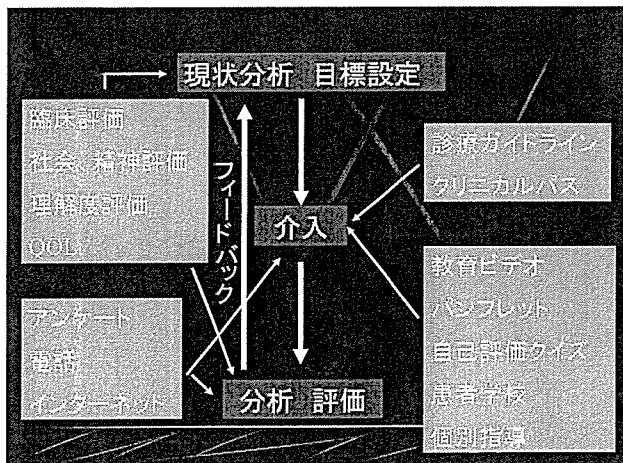 現状分析 目標設定
臨床評価
社会、精神評価
理解度評価
QOL
フィードバック
診療ガイドライン
クリニカルパス
介入
教育ビデオ
パンフレット
自己評価クイズ
患者学校
個別指導
アンケート
電話
インターネット
分析 評価